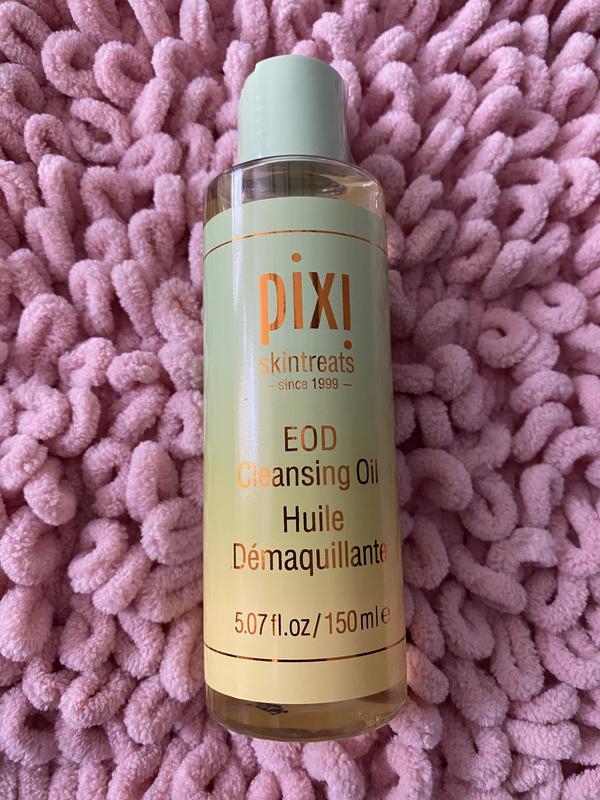 pixi
skintreats
– since 1999 –
EOD
Cleansing Oil
Huile
Démaquillante
5.07 fl.oz/150 ml e